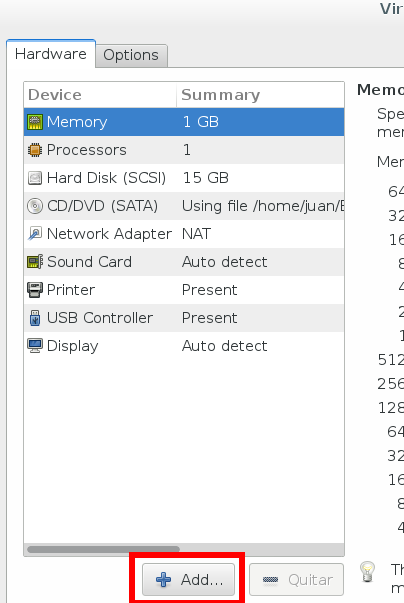 Vir
Hardware Options
Device Summary
Memory 1 GB
Processors 1
Hard Disk (SCSI) 15 GB
CD/DVD (SATA) Using file /home/juan/E
Network Adapter NAT
Sound Card Auto detect
Printer Present
USB Controller Present
Display Auto detect
Add... Quitar
Memo
Spe
mem
Mer
64
32
16
8
4
2
1
512
256
128
64
32
16
8
4
Th
m